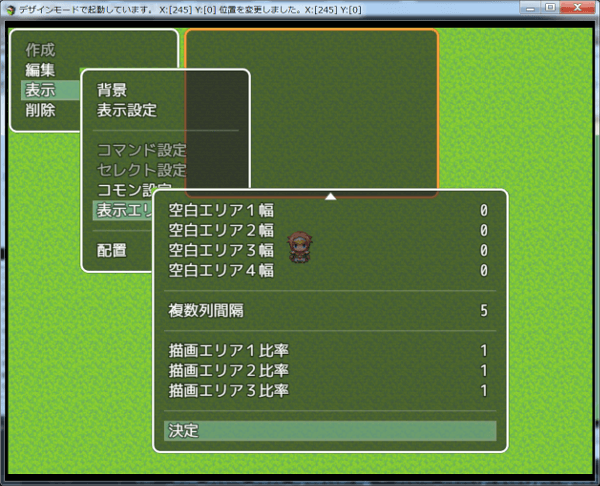 デザインモードで起動しています。 X:[245] Y:[0] 位置を変更しました。X:[245] Y:[0]
作成
編集
表示
削除
背景
表示設定
コマンド設定
セレクト設定
コモン設定
表示エリ
配置
空白エリア１幅 0
空白エリア２幅 0
空白エリア３幅 0
空白エリア４幅 0
複数列間隔 5
描画エリア１比率 1
描画エリア２比率 1
描画エリア３比率 1
決定